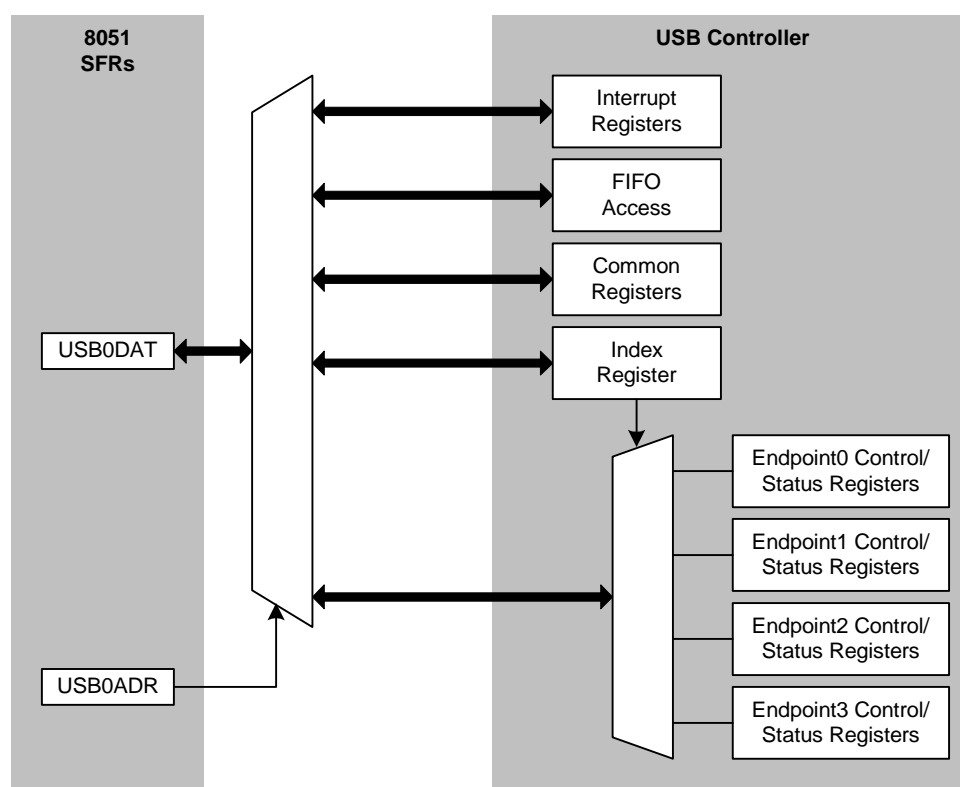 8051
SFRs
USB Controller
Interrupt
Registers
FIFO
Access
Common
Registers
USB0DAT
Index
Register
Endpoint0 Control/
Status Registers
Endpoint1 Control/
Status Registers
Endpoint2 Control/
Status Registers
USB0ADR
Endpoint3 Control/
Status Registers